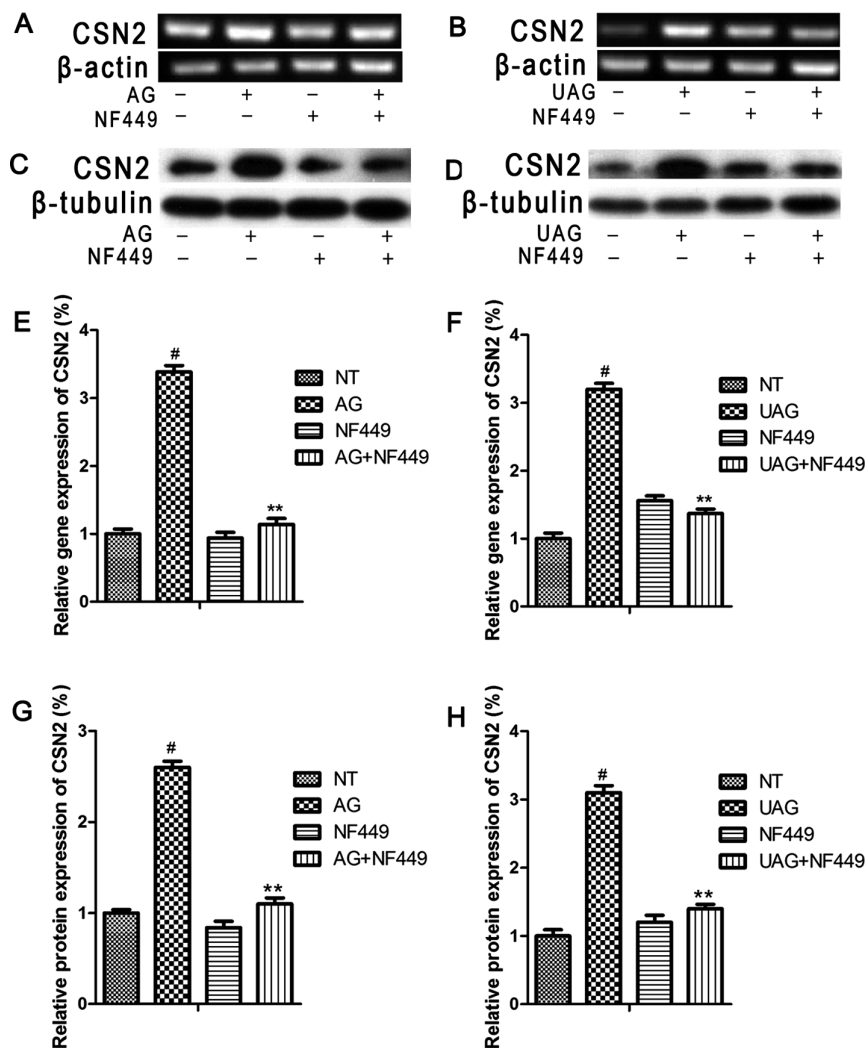 A
CSN2
β-actin
AG − + − +
NF449 − − + +
B
CSN2
β-actin
UAG − + − +
NF449 − − + +
C
CSN2
β-tubulin
AG − + − +
NF449 − − + +
D
CSN2
β-tubulin
UAG − + − +
NF449 − − + +
E
Relative gene expression of CSN2 (%)
4
3
2
1
0
#
**
NT
AG
NF449
AG+NF449
F
Relative gene expression of CSN2 (%)
4
3
2
1
0
#
**
NT
UAG
NF449
UAG+NF449
G
Relative protein expression of CSN2 (%)
3
2
1
0
#
**
NT
AG
NF449
AG+NF449
H
Relative protein expression of CSN2 (%)
4
3
2
1
0
#
**
NT
UAG
NF449
UAG+NF449